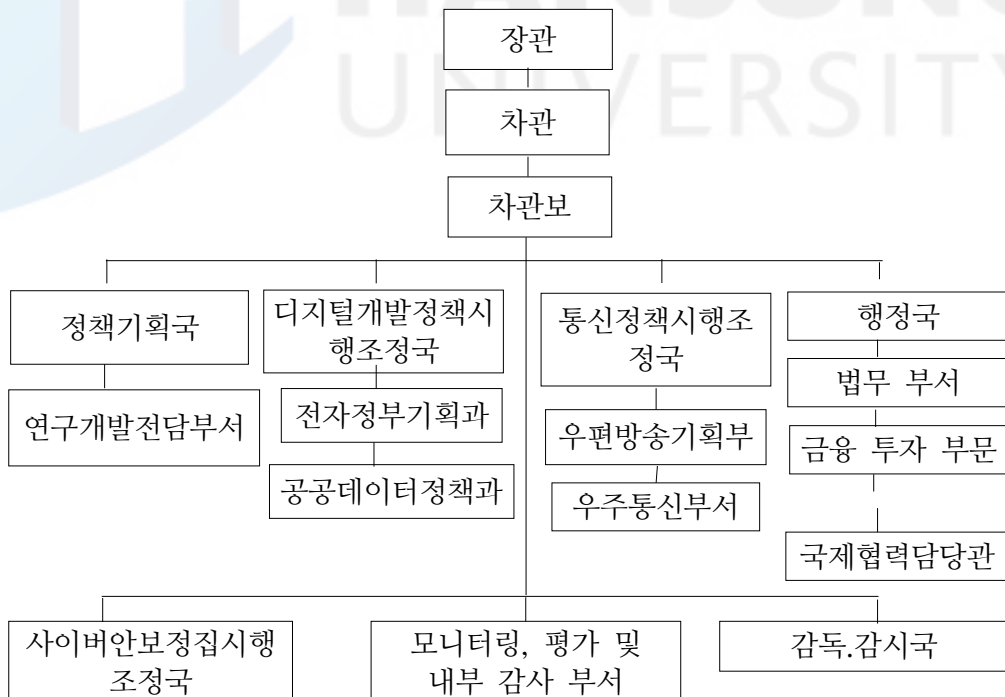 HANSUNG
UNIVERSITY
장관
차관
차관보
정책기획국
디지털개발정책시
행조정국
통신정책시행조
정국
행정국
연구개발전담부서
전자정부기획과
공공데이터정책과
우편방송기획부
우주통신부서
법무 부서
금융 투자 부문
국제협력담당관
사이버안보정집시행
조정국
모니터링, 평가 및
내부 감사 부서
감독.감시국